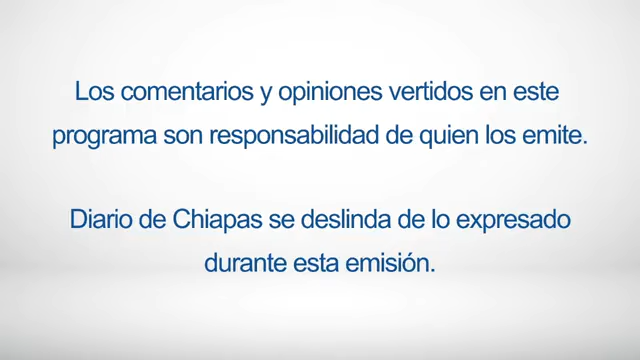 Los comentarios y opiniones vertidos en este
programa son responsabilidad de quien los emite.
Diario de Chiapas se deslinda de lo expresado
durante esta emisión.